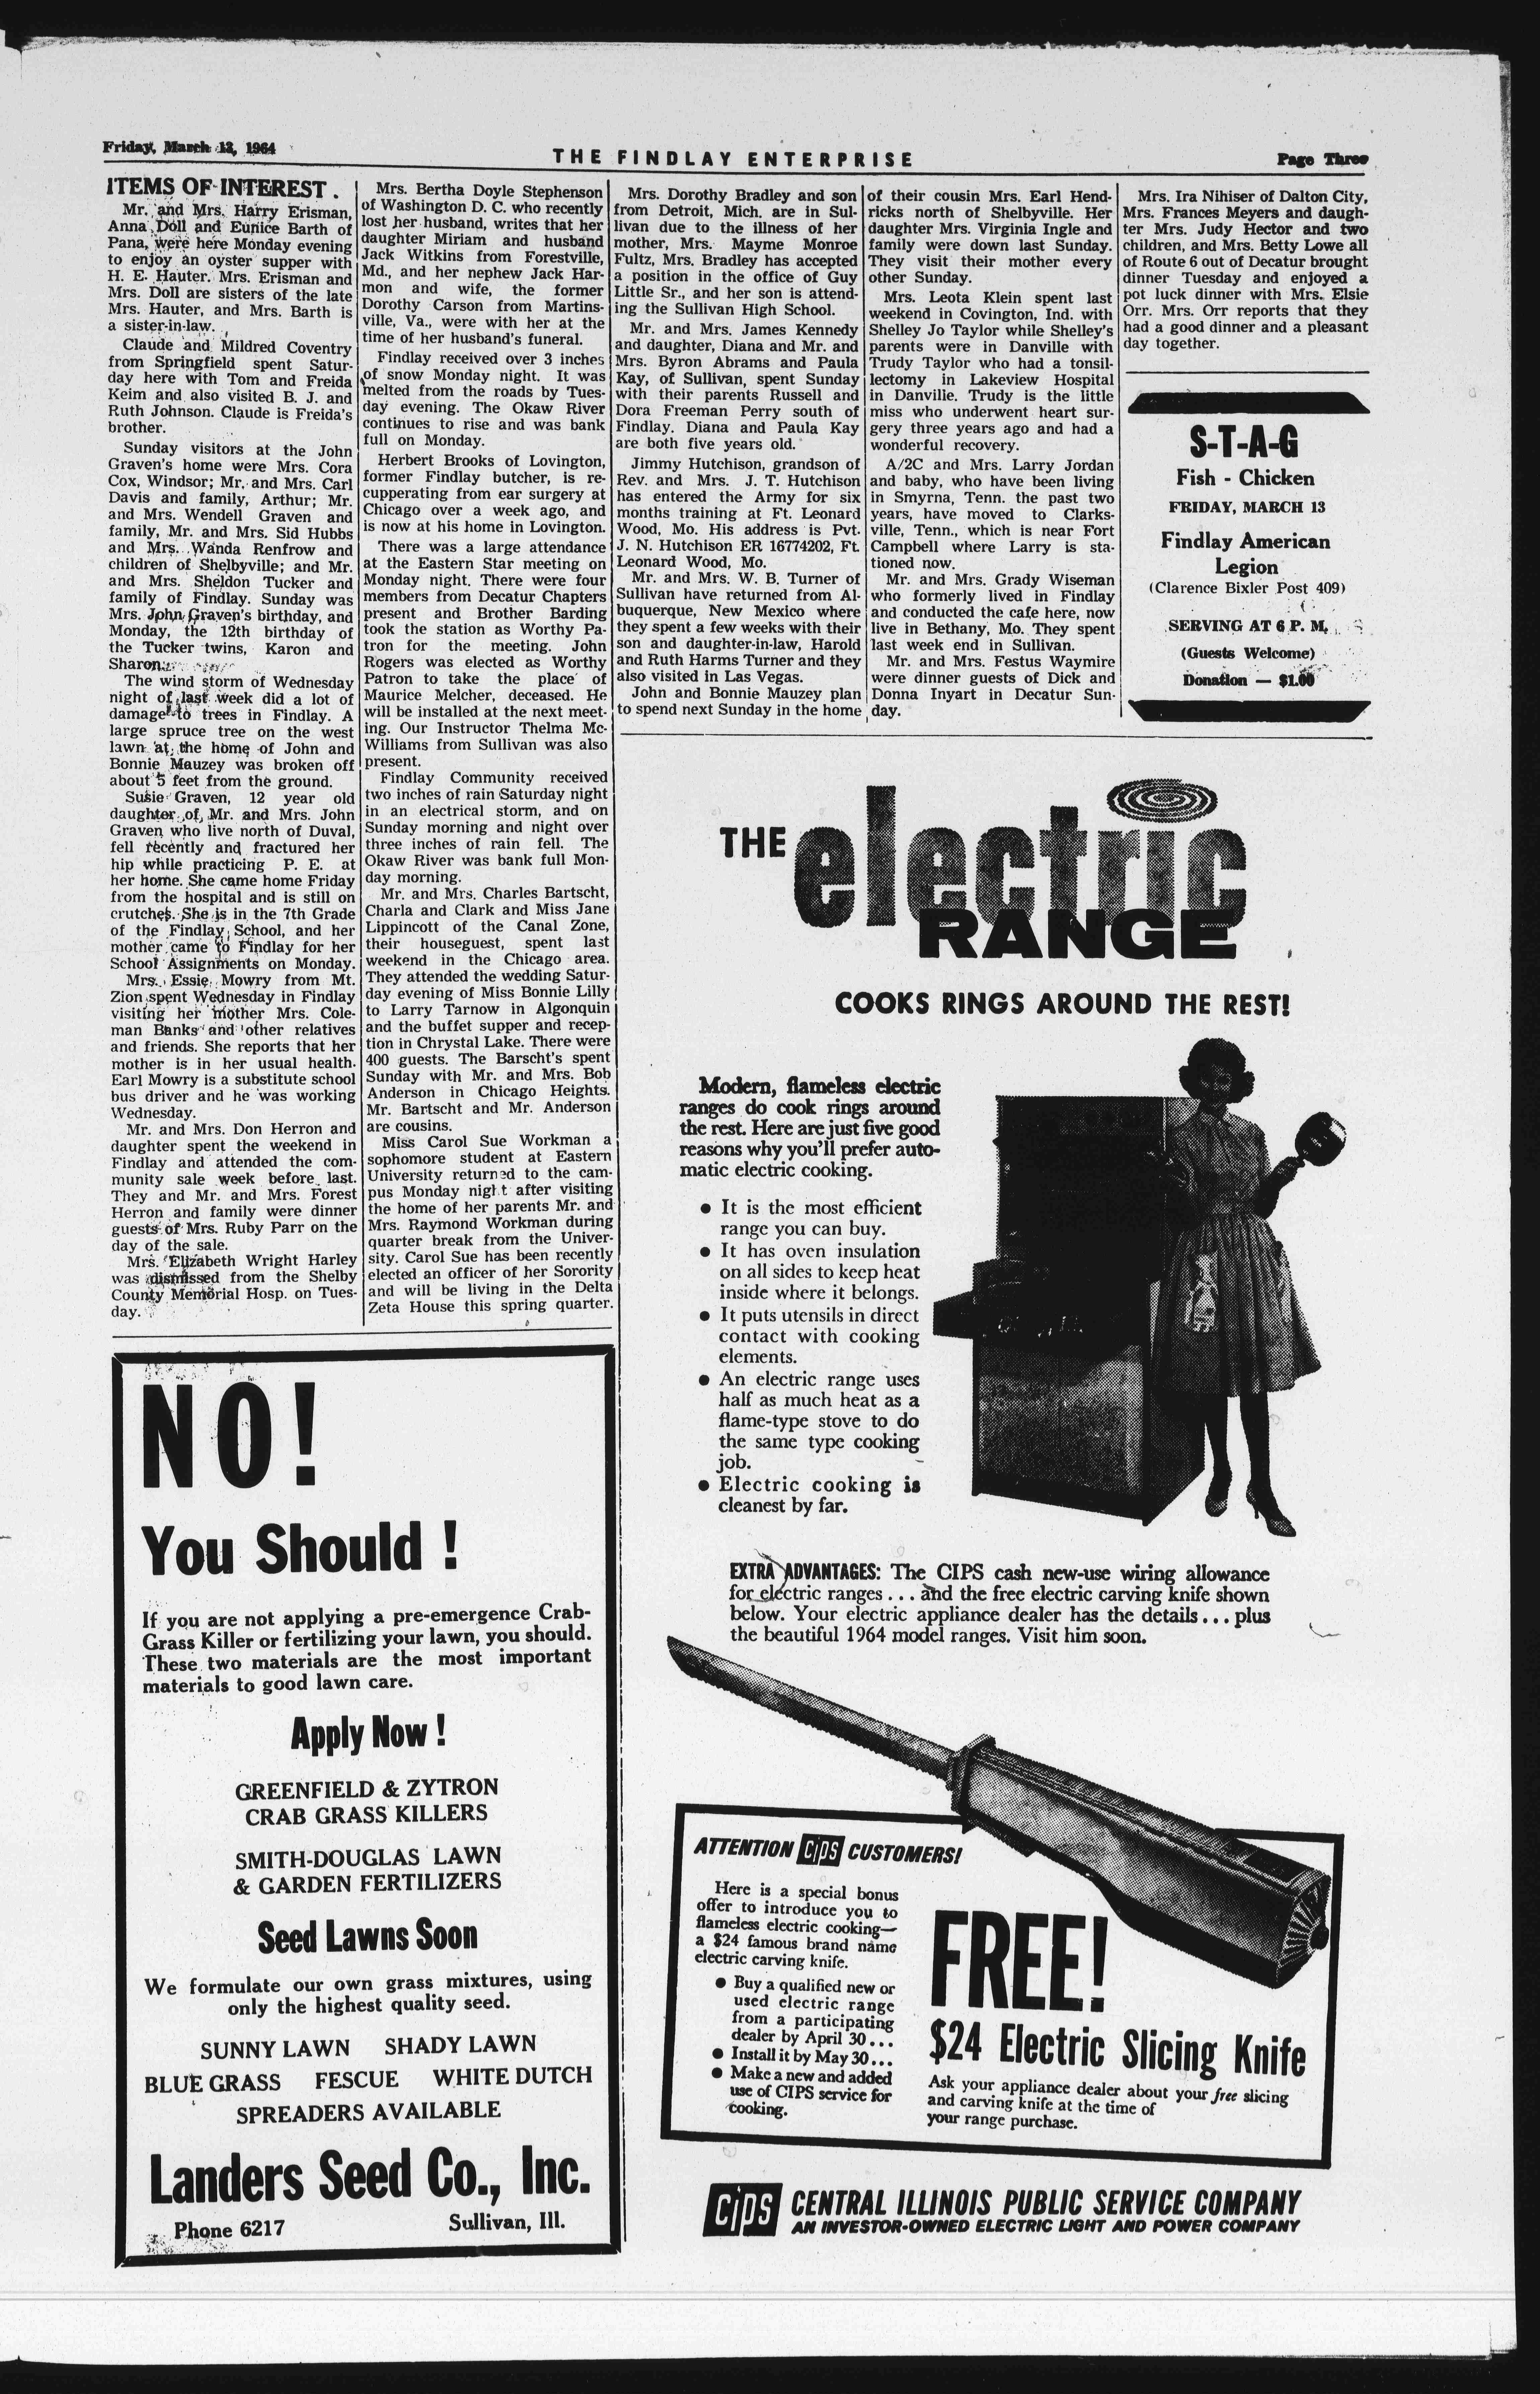 Friday, March 13, 1964
THE FINDLAY ENTERPRISE
Page Three
ITEMS OF INTEREST .
Mr. and Mrs. Harry Erisman,
Anna Doll and Eunice Barth of
Pana, were here Monday evening
to enjoy an oyster supper with
H. E. Hauter. Mrs. Erisman and
Mrs. Doll are sisters of the late
Mrs. Hauter, and Mrs. Barth is
a sister-in-law.
Claude and Mildred Coventry
from Springfield spent Satur-
day here with Tom and Freida
Keim and also visited B. J. and
Ruth Johnson. Claude is Freida's
brother.
Sunday visitors at the John
Graven's home were Mrs. Cora
Cox, Windsor; Mr. and Mrs. Carl
Davis and family, Arthur; Mr.
and Mrs. Wendell Graven and
family, Mr. and Mrs. Sid Hubbs
and Mrs. Wanda Renfrow and
children of Shelbyville; and Mr.
and Mrs. Sheldon Tucker and
family of Findlay. Sunday was
Mrs. John Graven's birthday, and
Monday, the 12th birthday of
the Tucker twins, Karon and
Sharon.
The wind storm of Wednesday
night of last week did a lot of
damage to trees in Findlay. A
large spruce tree on the west
lawn at the home of John and
Bonnie Mauzey was broken off
about 5 feet from the ground.
Susie Graven, 12 year old
daughter of Mr. and Mrs. John
Graven who live north of Duval,
fell recently and fractured her
hip while practicing P. E. at
her home. She came home Friday
from the hospital and is still on
crutches. She is in the 7th Grade
of the Findlay School, and her
mother came to Findlay for her
School Assignments on Monday.
Mrs. Essie Mowry from Mt.
Zion spent Wednesday in Findlay
visiting her mother Mrs. Cole-
man Banks and other relatives
and friends. She reports that her
mother is in her usual health.
Earl Mowry is a substitute school
bus driver and he was working
Wednesday.
Mr. and Mrs. Don Herron and
daughter spent the weekend in
Findlay and attended the com-
munity sale week before last.
They and Mr. and Mrs. Forest
Herron and family were dinner
guests of Mrs. Ruby Parr on the
day of the sale.
Mrs. Elizabeth Wright Harley
was dismissed from the Shelby
County Memorial Hosp. on Tues-
day.
Mrs. Bertha Doyle Stephenson
of Washington D. C. who recently
lost her husband, writes that her
daughter Miriam and husband
Jack Witkins from Forestville,
Md., and her nephew Jack Har-
mon and wife, the former
Dorothy Carson from Martins-
ville, Va., were with her at the
time of her husband's funeral.
Findlay received over 3 inches
of snow Monday night. It was
melted from the roads by Tues-
day evening. The Okaw River
continues to rise and was bank
full on Monday.
Herbert Brooks of Lovington,
former Findlay butcher, is re-
cupperating from ear surgery at
Chicago over a week ago, and
is now at his home in Lovington.
There was a large attendance
at the Eastern Star meeting on
Monday night. There were four
members from Decatur Chapters
present and Brother Barding
took the station as Worthy Pa-
tron for the meeting. John
Rogers was elected as Worthy
Patron to take the place of
Maurice Melcher, deceased. He
will be installed at the next meet-
ing. Our Instructor Thelma Mc-
Williams from Sullivan was also
present.
Findlay Community received
two inches of rain Saturday night
in an electrical storm, and on
Sunday morning and night over
three inches of rain fell. The
Okaw River was bank full Mon-
day morning.
Mr. and Mrs. Charles Bartscht,
Charla and Clark and Miss Jane
Lippincott of the Canal Zone,
their houseguest, spent last
weekend in the Chicago area.
They attended the wedding Satur-
day evening of Miss Bonnie Lilly
to Larry Tarnow in Algonquin
and the buffet supper and recep-
tion in Chrystal Lake. There were
400 guests. The Barscht's spent
Sunday with Mr. and Mrs. Bob
Anderson in Chicago Heights.
Mr. Bartscht and Mr. Anderson
are cousins.
Miss Carol Sue Workman a
sophomore student at Eastern
University returned to the cam-
pus Monday night after visiting
the home of her parents Mr. and
Mrs. Raymond Workman during
quarter break from the Univer-
sity. Carol Sue has been recently
elected an officer of her Sorority
and will be living in the Delta
Zeta House this spring quarter.
Mrs. Dorothy Bradley and son
from Detroit, Mich. are in Sul-
livan due to the illness of her
mother, Mrs. Mayme Monroe
Fultz, Mrs. Bradley has accepted
a position in the office of Guy
Little Sr., and her son is attend-
ing the Sullivan High School.
Mr. and Mrs. James Kennedy
and daughter, Diana and Mr. and
Mrs. Byron Abrams and Paula
Kay, of Sullivan, spent Sunday
with their parents Russell and
Dora Freeman Perry south of
Findlay. Diana and Paula Kay
are both five years old.
Jimmy Hutchison, grandson of
Rev. and Mrs. J. T. Hutchison
has entered the Army for six
months training at Ft. Leonard
Wood, Mo. His address is Pvt.
J. N. Hutchison ER 16774202, Ft.
Leonard Wood, Mo.
Mr. and Mrs. W. B. Turner of
Sullivan have returned from Al-
buquerque, New Mexico where
they spent a few weeks with their
son and daughter-in-law, Harold
and Ruth Harms Turner and they
also visited in Las Vegas.
John and Bonnie Mauzey plan
to spend next Sunday in the home
of their cousin Mrs. Earl Hend-
ricks north of Shelbyville. Her
daughter Mrs. Virginia Ingle and
family were down last Sunday.
They visit their mother every
other Sunday.
Mrs. Leota Klein spent last
weekend in Covington, Ind. with
Shelley Jo Taylor while Shelley's
parents were in Danville with
Trudy Taylor who had a tonsil-
lectomy in Lakeview Hospital
in Danville. Trudy is the little
miss who underwent heart sur-
gery three years ago and had a
wonderful recovery.
A/2C and Mrs. Larry Jordan
and baby, who have been living
in Smyrna, Tenn. the past two
years, have moved to Clarks-
ville, Tenn., which is near Fort
Campbell where Larry is sta-
tioned now.
Mr. and Mrs. Grady Wiseman
who formerly lived in Findlay
and conducted the cafe here, now
live in Bethany, Mo. They spent
last week end in Sullivan.
Mr. and Mrs. Festus Waymire
were dinner guests of Dick and
Donna Inyart in Decatur Sun-
day.
Mrs. Ira Nihiser of Dalton City,
Mrs. Frances Meyers and daugh-
ter Mrs. Judy Hector and two
children, and Mrs. Betty Lowe all
of Route 6 out of Decatur brought
dinner Tuesday and enjoyed a
pot luck dinner with Mrs. Elsie
Orr. Mrs. Orr reports that they
had a good dinner and a pleasant
day together.
S-T-A-G
Fish - Chicken
FRIDAY, MARCH 13
Findlay American
Legion
(Clarence Bixler Post 409)
SERVING AT 6 P. M.
(Guests Welcome)
Donation — $1.00
THE electric
RANGE
COOKS RINGS AROUND THE REST!
Modern, flameless electric
ranges do cook rings around
the rest. Here are just five good
reasons why you'll prefer auto-
matic electric cooking.
● It is the most efficient
range you can buy.
● It has oven insulation
on all sides to keep heat
inside where it belongs.
● It puts utensils in direct
contact with cooking
elements.
● An electric range uses
half as much heat as a
flame-type stove to do
the same type cooking
job.
● Electric cooking is
cleanest by far.
EXTRA ADVANTAGES: The CIPS cash new-use wiring allowance
for electric ranges . . . and the free electric carving knife shown
below. Your electric appliance dealer has the details . . . plus
the beautiful 1964 model ranges. Visit him soon.
ATTENTION CIPS CUSTOMERS!
Here is a special bonus
offer to introduce you to
flameless electric cooking—
a $24 famous brand name
electric carving knife.
● Buy a qualified new or
used electric range
from a participating
dealer by April 30 . . .
● Install it by May 30 . . .
● Make a new and added
use of CIPS service for
cooking.
FREE!
$24 Electric Slicing Knife
Ask your appliance dealer about your free slicing
and carving knife at the time of
your range purchase.
CIPS CENTRAL ILLINOIS PUBLIC SERVICE COMPANY
AN INVESTOR-OWNED ELECTRIC LIGHT AND POWER COMPANY
NO!
You Should !
If you are not applying a pre-emergence Crab-
Grass Killer or fertilizing your lawn, you should.
These two materials are the most important
materials to good lawn care.
Apply Now !
GREENFIELD & ZYTRON
CRAB GRASS KILLERS
SMITH-DOUGLAS LAWN
& GARDEN FERTILIZERS
Seed Lawns Soon
We formulate our own grass mixtures, using
only the highest quality seed.
SUNNY LAWN SHADY LAWN
BLUE GRASS FESCUE WHITE DUTCH
SPREADERS AVAILABLE
Landers Seed Co., Inc.
Phone 6217 Sullivan, Ill.